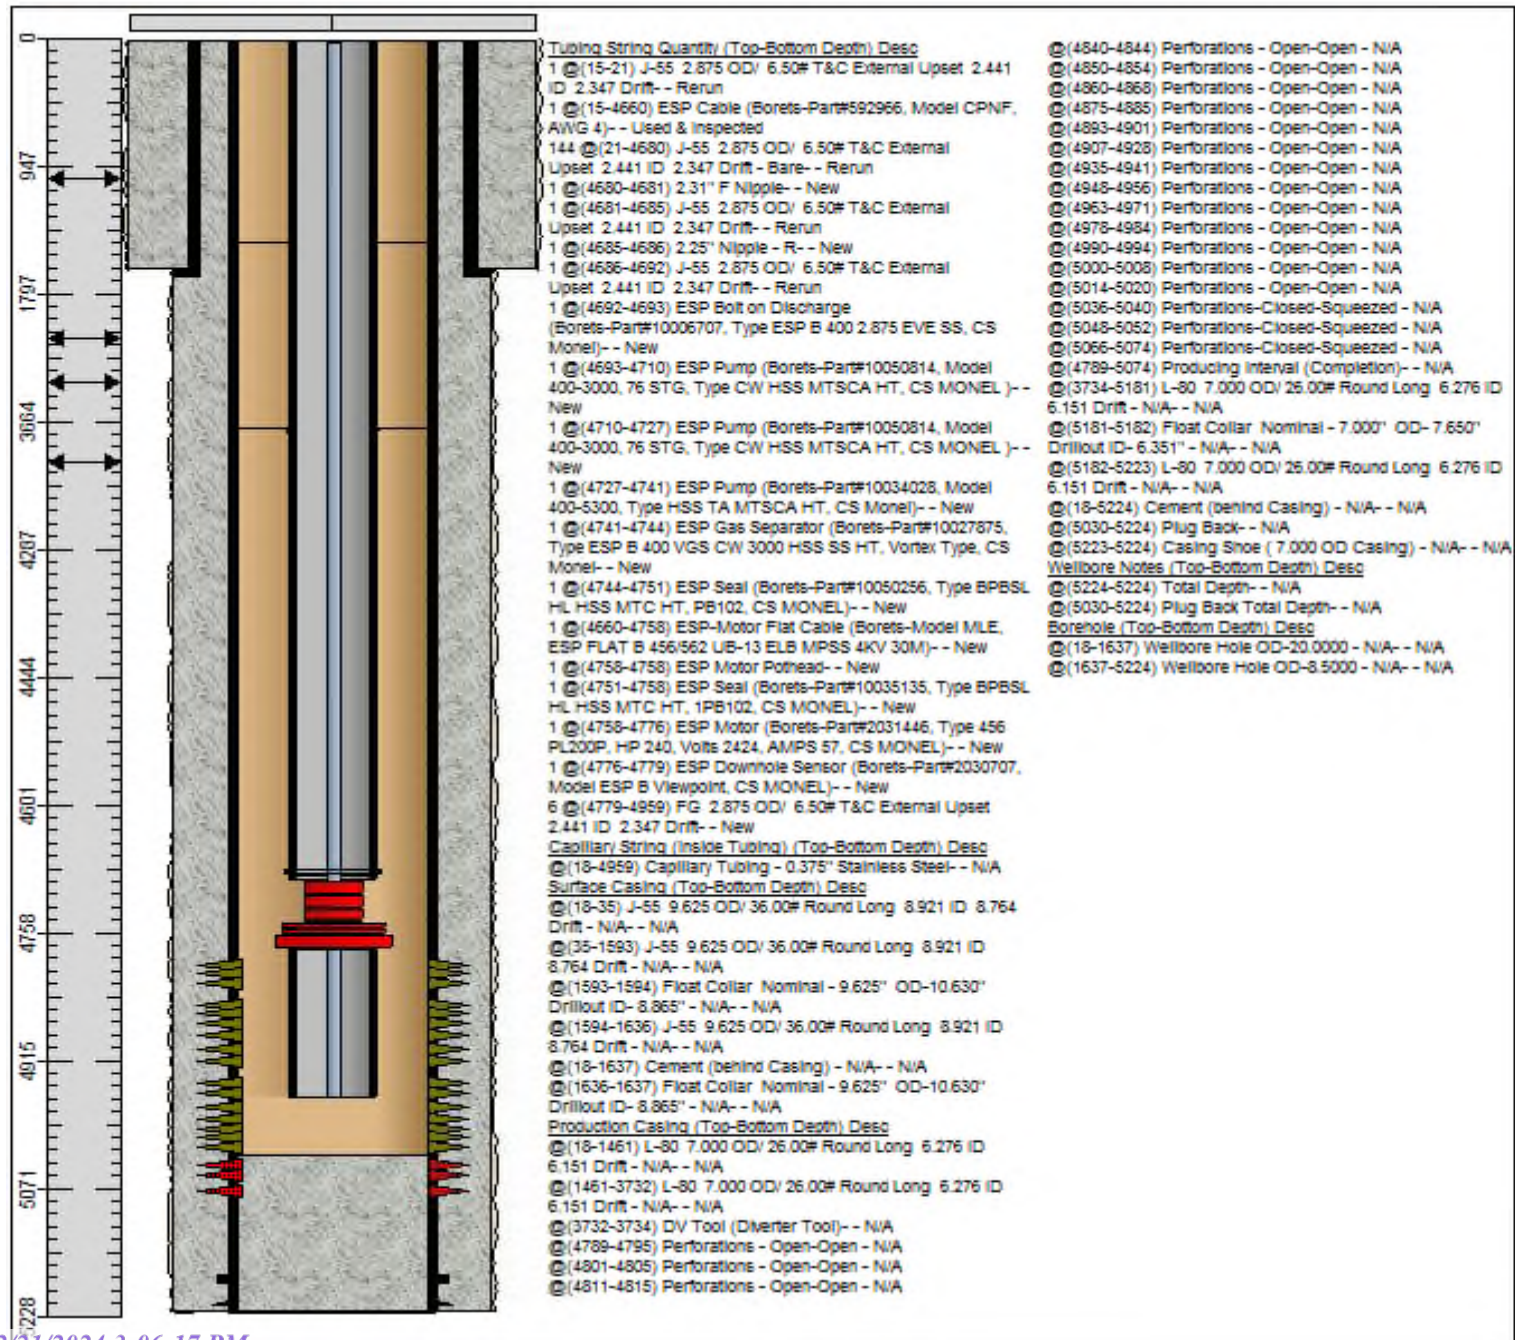 0
947
1797
3664
4287
4444
4601
4758
4915
5071
5228
Tubing String Quantity (Top-Bottom Depth) Desc
1 @(15-21) J-55 2.875 OD/ 6.50# T&C External Upset 2.441
ID 2.347 Drift- - Rerun
1 @(15-4660) ESP Cable (Borets-Part#592966, Model CPNF,
AWG 4)- - Used & Inspected
144 @(21-4680) J-55 2.875 OD/ 6.50# T&C External
Upset 2.441 ID 2.347 Drift - Bare- - Rerun
1 @(4680-4681) 2.31" F Nipple- - New
1 @(4681-4685) J-55 2.875 OD/ 6.50# T&C External
Upset 2.441 ID 2.347 Drift- - Rerun
1 @(4685-4686) 2.25" Nipple - R- - New
1 @(4686-4692) J-55 2.875 OD/ 6.50# T&C External
Upset 2.441 ID 2.347 Drift- - Rerun
1 @(4692-4693) ESP Bolt on Discharge
(Borets-Part#10006707, Type ESP B 400 2.875 EVE SS, CS
Monel)- - New
1 @(4693-4710) ESP Pump (Borets-Part#10050814, Model
400-3000, 76 STG, Type CW HSS MTSCA HT, CS MONEL )- -
New
1 @(4710-4727) ESP Pump (Borets-Part#10050814, Model
400-3000, 76 STG, Type CW HSS MTSCA HT, CS MONEL )- -
New
1 @(4727-4741) ESP Pump (Borets-Part#10034028, Model
400-5300, Type HSS TA MTSCA HT, CS Monel)- - New
1 @(4741-4744) ESP Gas Separator (Borets-Part#10027875,
Type ESP B 400 VGS CW 3000 HSS SS HT, Vortex Type, CS
Monel- - New
1 @(4744-4751) ESP Seal (Borets-Part#10050256, Type BPBSL
HL HSS MTC HT, PB102, CS MONEL)- - New
1 @(4660-4758) ESP-Motor Flat Cable (Borets-Model MLE,
ESP FLAT B 456/562 UB-13 ELB MPSS 4KV 30M)- - New
1 @(4758-4758) ESP Motor Pothead- - New
1 @(4751-4758) ESP Seal (Borets-Part#10035135, Type BPBSL
HL HSS MTC HT, 1PB102, CS MONEL)- - New
1 @(4758-4776) ESP Motor (Borets-Part#2031446, Type 456
PL200P, HP 240, Volts 2424, AMPS 57, CS MONEL)- - New
1 @(4776-4779) ESP Downhole Sensor (Borets-Part#2030707,
Model ESP B Viewpoint, CS MONEL)- - New
6 @(4779-4959) FG 2.875 OD/ 6.50# T&C External Upset
2.441 ID 2.347 Drift- - New
Capillary String (Inside Tubing) (Top-Bottom Depth) Desc
@(18-4959) Capillary Tubing - 0.375" Stainless Steel- - N/A
Surface Casing (Top-Bottom Depth) Desc
@(18-35) J-55 9.625 OD/ 36.00# Round Long 8.921 ID 8.764
Drift - N/A- - N/A
@(35-1593) J-55 9.625 OD/ 36.00# Round Long 8.921 ID
8.764 Drift - N/A- - N/A
@(1593-1594) Float Collar Nominal - 9.625" OD-10.630"
Drillout ID- 8.865" - N/A- - N/A
@(1594-1636) J-55 9.625 OD/ 36.00# Round Long 8.921 ID
8.764 Drift - N/A- - N/A
@(18-1637) Cement (behind Casing) - N/A- - N/A
@(1636-1637) Float Collar Nominal - 9.625" OD-10.630"
Drillout ID- 8.865" - N/A- - N/A
Production Casing (Top-Bottom Depth) Desc
@(18-1461) L-80 7.000 OD/ 26.00# Round Long 6.276 ID
6.151 Drift - N/A- - N/A
@(1461-3732) L-80 7.000 OD/ 26.00# Round Long 6.276 ID
6.151 Drift - N/A- - N/A
@(3732-3734) DV Tool (Diverter Tool)- - N/A
@(4789-4795) Perforations - Open-Open - N/A
@(4801-4805) Perforations - Open-Open - N/A
@(4811-4815) Perforations - Open-Open - N/A
@(4840-4844) Perforations - Open-Open - N/A
@(4850-4854) Perforations - Open-Open - N/A
@(4860-4868) Perforations - Open-Open - N/A
@(4875-4885) Perforations - Open-Open - N/A
@(4893-4901) Perforations - Open-Open - N/A
@(4907-4928) Perforations - Open-Open - N/A
@(4935-4941) Perforations - Open-Open - N/A
@(4948-4956) Perforations - Open-Open - N/A
@(4963-4971) Perforations - Open-Open - N/A
@(4978-4984) Perforations - Open-Open - N/A
@(4990-4994) Perforations - Open-Open - N/A
@(5000-5008) Perforations - Open-Open - N/A
@(5014-5020) Perforations - Open-Open - N/A
@(5036-5040) Perforations-Closed-Squeezed - N/A
@(5048-5052) Perforations-Closed-Squeezed - N/A
@(5066-5074) Perforations-Closed-Squeezed - N/A
@(4789-5074) Producing Interval (Completion)- - N/A
@(3734-5181) L-80 7.000 OD/ 26.00# Round Long 6.276 ID
6.151 Drift - N/A- - N/A
@(5181-5182) Float Collar Nominal - 7.000" OD- 7.650"
Drillout ID- 6.351" - N/A- - N/A
@(5182-5223) L-80 7.000 OD/ 26.00# Round Long 6.276 ID
6.151 Drift - N/A- - N/A
@(18-5224) Cement (behind Casing) - N/A- - N/A
@(5030-5224) Plug Back- - N/A
@(5223-5224) Casing Shoe ( 7.000 OD Casing) - N/A- - N/A
Wellbore Notes (Top-Bottom Depth) Desc
@(5224-5224) Total Depth- - N/A
@(5030-5224) Plug Back Total Depth- - N/A
Borehole (Top-Bottom Depth) Desc
@(18-1637) Wellbore Hole OD-20.0000 - N/A- - N/A
@(1637-5224) Wellbore Hole OD-8.5000 - N/A- - N/A